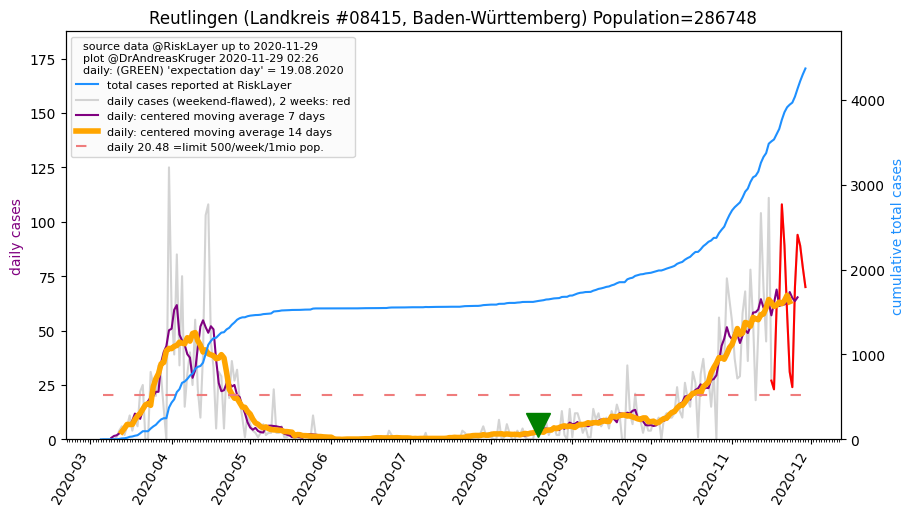 Reutlingen (Landkreis #08415, Baden-Württemberg) Population=286748
source data @RiskLayer up to 2020-11-29
plot @DrAndreasKruger 2020-11-29 02:26
daily: (GREEN) 'expectation day' = 19.08.2020
total cases reported at RiskLayer
daily cases (weekend-flawed), 2 weeks: red
daily: centered moving average 7 days
daily: centered moving average 14 days
daily 20.48 =limit 500/week/1mio pop.
daily cases
175
150
125
100
75
50
25
0
cumulative total cases
4000
3000
2000
1000
0
2020-03
2020-04
2020-05
2020-06
2020-07
2020-08
2020-09
2020-10
2020-11
2020-12